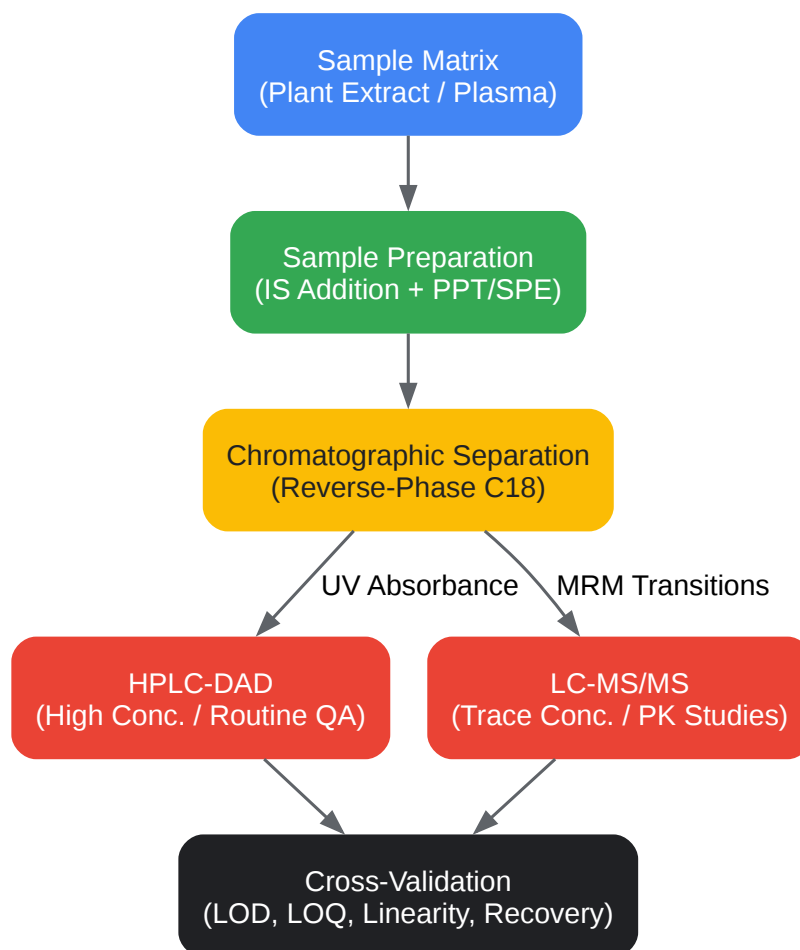 Sample Matrix
(Plant Extract / Plasma)
Sample Preparation
(IS Addition + PPT/SPE)
Chromatographic Separation
(Reverse-Phase C18)
UV Absorbance
MRM Transitions
HPLC-DAD
(High Conc. / Routine QA)
LC-MS/MS
(Trace Conc. / PK Studies)
Cross-Validation
(LOD, LOQ, Linearity, Recovery)